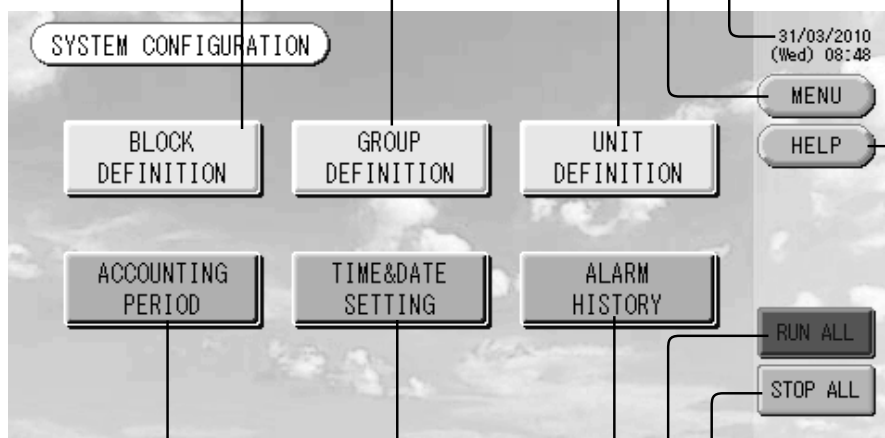 SYSTEM CONFIGURATION
31/03/2010
(Wed) 08:48
MENU
HELP
BLOCK
DEFINITION
GROUP
DEFINITION
UNIT
DEFINITION
ACCOUNTING
PERIOD
TIME&DATE
SETTING
ALARM
HISTORY
RUN ALL
STOP ALL